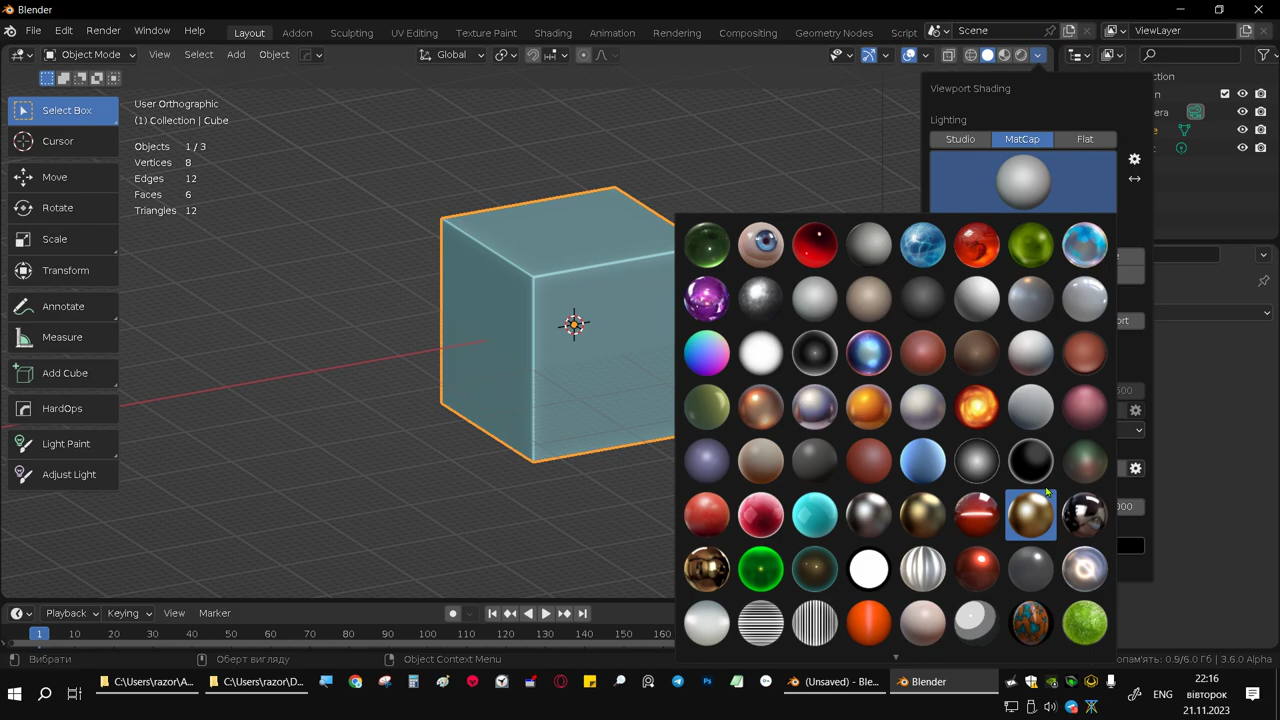 Blender
File Edit Render Window Help Layout Addon Sculpting UV Editing Texture Paint Shading Animation Rendering Compositing Geometry Nodes Script Scene ViewLayer
Object Mode View Select Add Object Global
User Orthographic
(1) Collection | Cube
Objects 1 / 3
Vertices 8
Edges 12
Faces 6
Triangles 12
Select Box
Cursor
Move
Rotate
Scale
Transform
Annotate
Measure
Add Cube
HardOps
Light Paint
Adjust Light
Viewport Shading
Lighting
Studio MatCap Flat
Playback Keying View Marker
1 10 20 30 40 50 60 70 80 90 100 110 120 130 140 150 160
Вибрати Оберт вигляду Object Context Menu
0.9/6.0 Гб | 3.6.0 Alpha
C:\Users\razor\A... C:\Users\razor\D... (Unsaved) - Ble... Blender
ENG
22:16
вівторок
21.11.2023